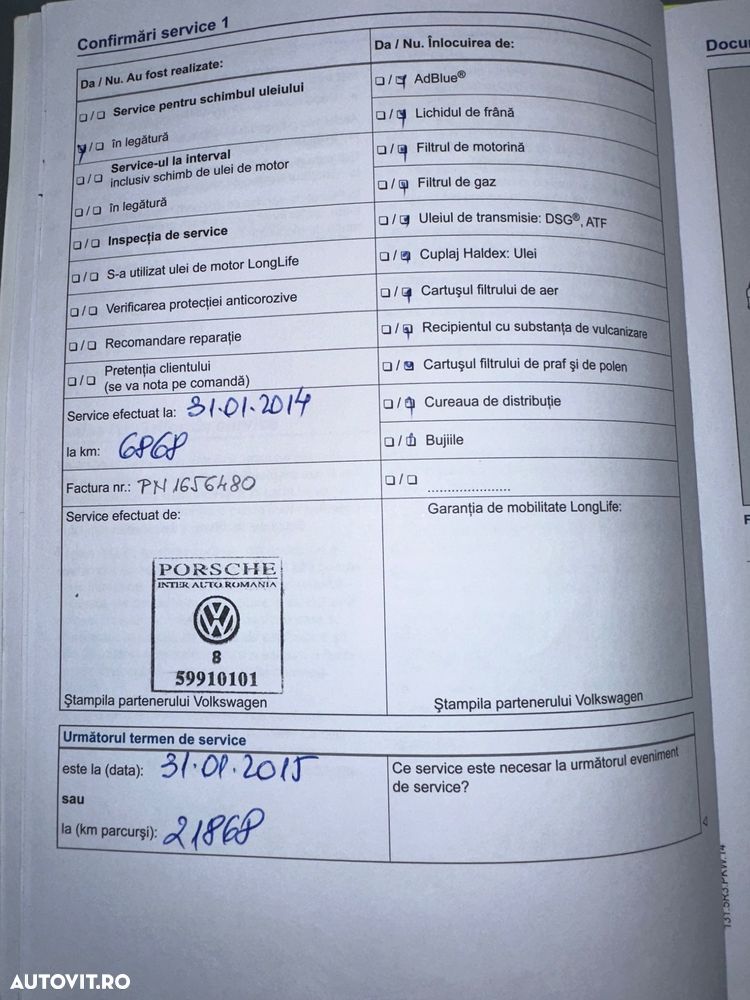 Confirmări service 1
Da / Nu. Au fost realizate:
Service pentru schimbul uleiului
în legătură
Service-ul la interval
inclusiv schimb de ulei de motor
în legătură
Inspecția de service
S-a utilizat ulei de motor LongLife
Verificarea protecției anticorozive
Recomandare reparație
Pretenția clientului
(se va nota pe comandă)
Service efectuat la: 31.01.2014
la km: 6868
Factura nr.: PN 1656480
Service efectuat de:
PORSCHE
INTER AUTO ROMANIA
8
59910101
Ștampila partenerului Volkswagen
Da / Nu. Înlocuirea de:
AdBlue®
Lichidul de frână
Filtrul de motorină
Filtrul de gaz
Uleiul de transmisie: DSG®, ATF
Cuplaj Haldex: Ulei
Cartușul filtrului de aer
Recipientul cu substanța de vulcanizare
Cartușul filtrului de praf și de polen
Cureaua de distribuție
Bujiile
Garanția de mobilitate LongLife:
Ștampila partenerului Volkswagen
Următorul termen de service
este la (data): 31.01.2015
sau
la (km parcurși): 21868
Ce service este necesar la următorul eveniment
de service?
Docu
131.5R3.PKW.14
AUTOVIT.RO